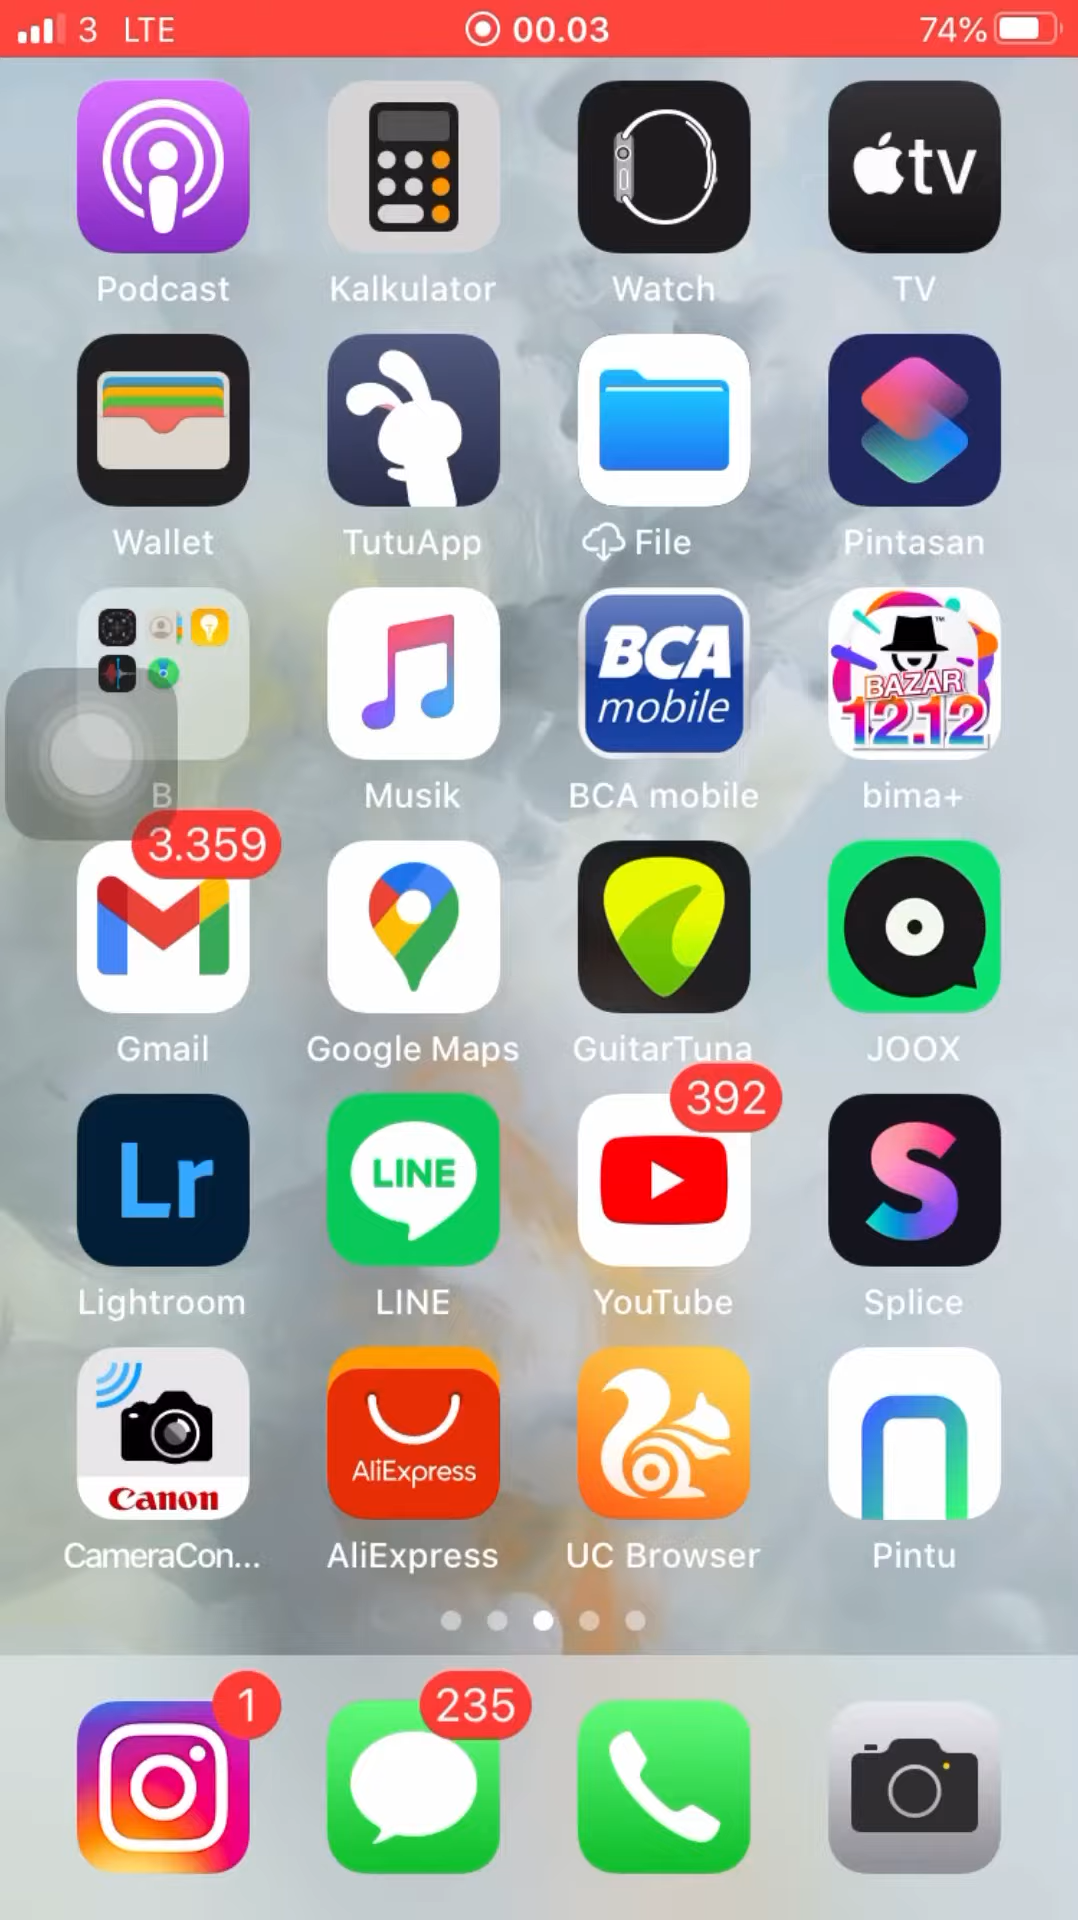 3 LTE 00.03 74%
tv
Podcast Kalkulator Watch TV
Wallet TutuApp File Pintasan
BCA mobile
BAZAR
12.12
B Musik BCA mobile bima+
3.359
Gmail Google Maps GuitarTuna JOOX
392
Lr LINE S
Lightroom LINE YouTube Splice
AliExpress
Canon
CameraCon... AliExpress UC Browser Pintu
1 235